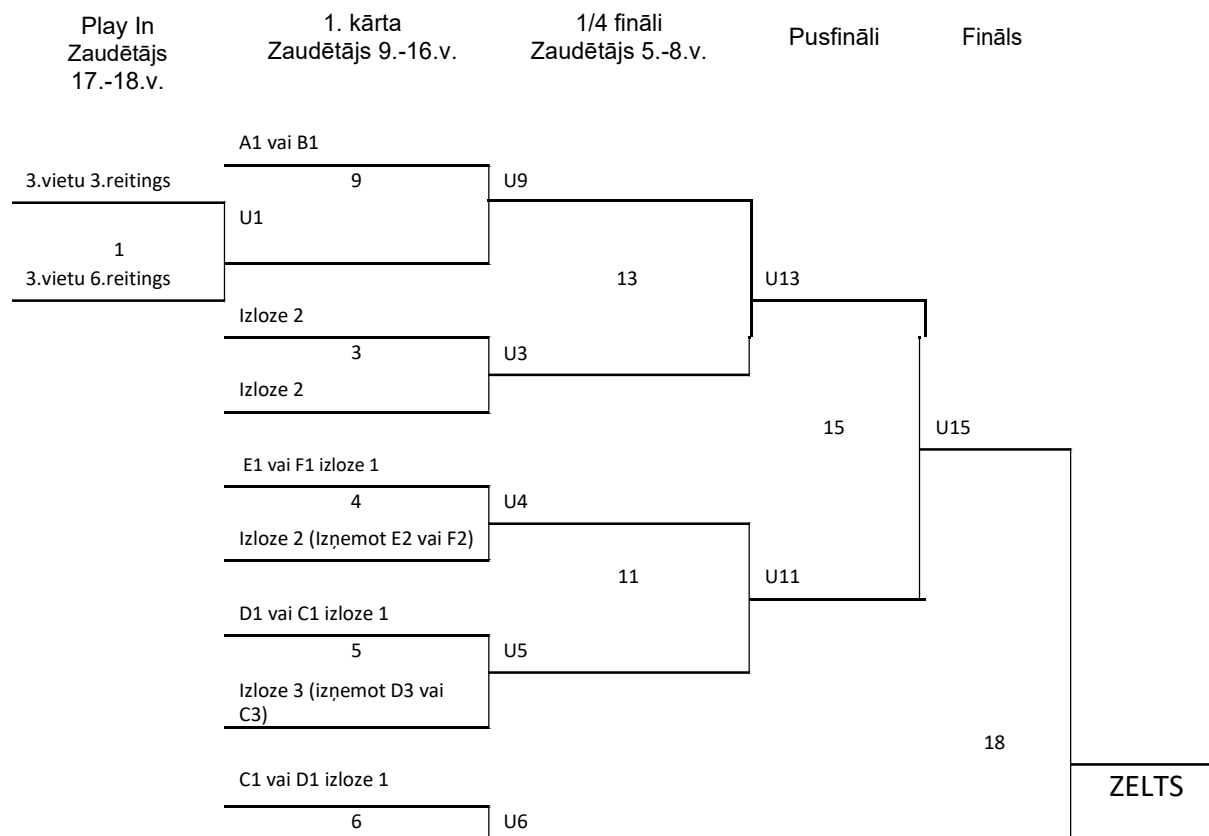 Play In
Zaudētājs
17.-18.v.
1. kārta
Zaudētājs 9.-16.v.
1/4 fināli
Zaudētājs 5.-8.v.
Pusfināli
Fināls
A1 vai B1
3.vietu 3.reitings
9
U9
U1
1
3.vietu 6.reitings
13
U13
Izloze 2
3
U3
Izloze 2
15
U15
E1 vai F1 izloze 1
4
U4
Izloze 2 (Izņemot E2 vai F2)
11
U11
D1 vai C1 izloze 1
5
U5
Izloze 3 (izņemot D3 vai
C3)
18
C1 vai D1 izloze 1
ZELTS
6
U6